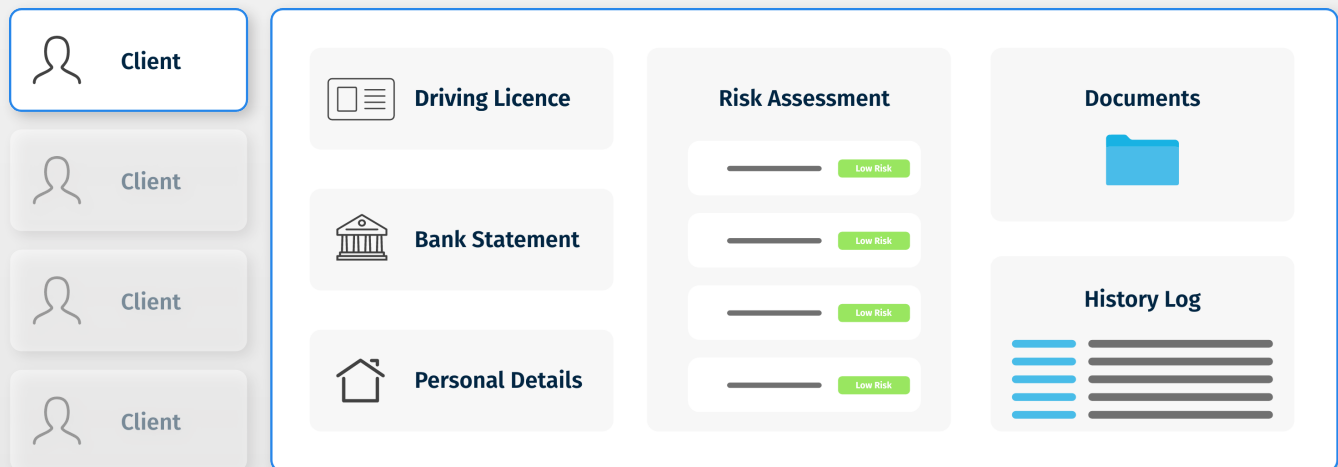 Client
Client
Client
Client
Driving Licence
Bank Statement
Personal Details
Risk Assessment
Low Risk
Low Risk
Low Risk
Low Risk
Documents
History Log